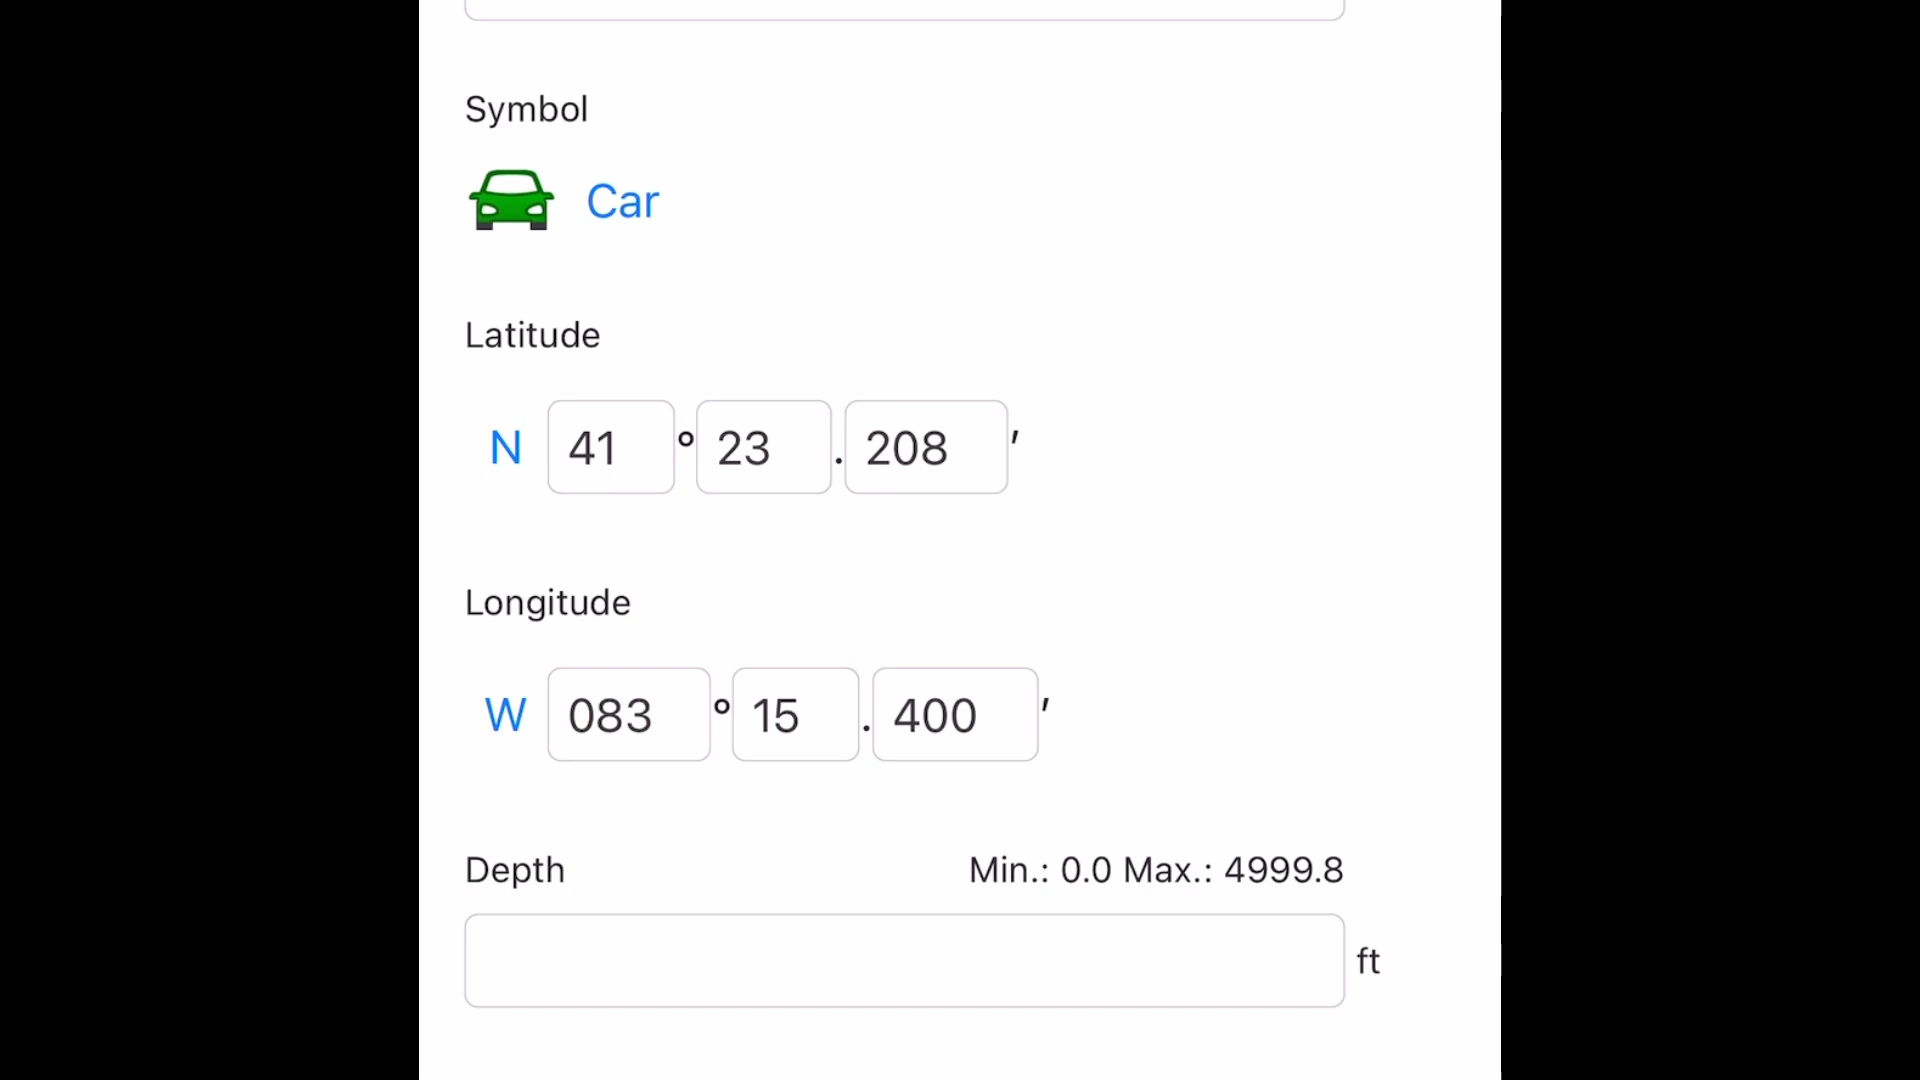 Symbol
Car
Latitude
N 41 ° 23 . 208 ′
Longitude
W 083 ° 15 . 400 ′
Depth Min.: 0.0 Max.: 4999.8
ft